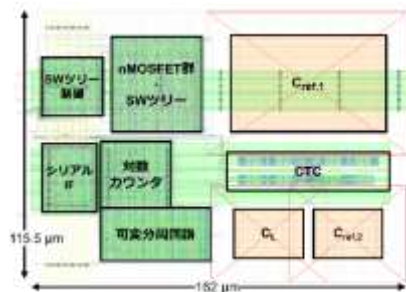 SWツリー
制御
nMOSFET群
・
SWツリー
Cref.1
シリアル
IF
対数
カウンタ
CTC
可変分周回路
CL
Cref.2
115.5 μm
162 μm